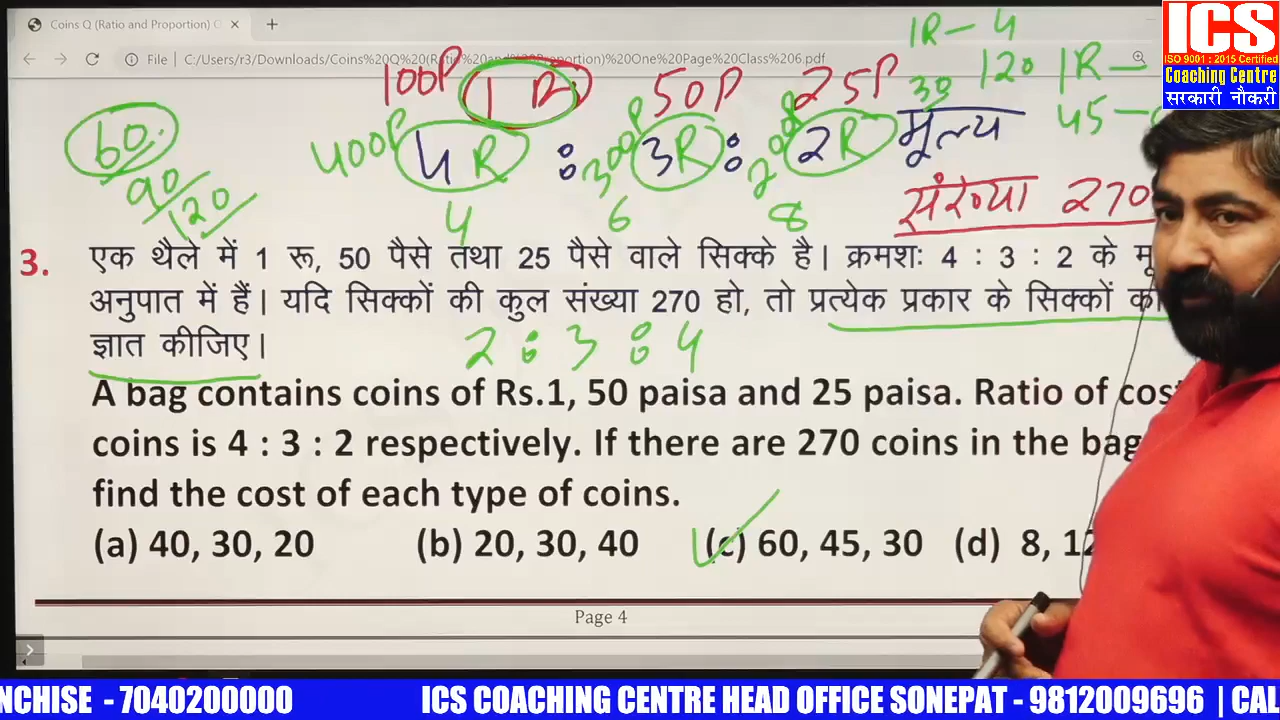 Coins Q (Ratio and Proportion) O
File | C:/Users/r3/Downloads/Coins%20Q%20(Ratio%20and%20Proportion)%20One%20Page%20Class%206.pdf
ICS
ISO 9001 : 2015 Certified
Coaching Centre
सरकारी नौकरी
1R - 4
30 120 1R -
45 -
100P 1R 50P 25P
60
90
120
400P 4R : 300P 3R : 200P 2R मूल्य
संख्या 270
4 6 8
3. एक थैले में 1 रू, 50 पैसे तथा 25 पैसे वाले सिक्के है। क्रमशः 4 : 3 : 2 के मू
अनुपात में हैं। यदि सिक्कों की कुल संख्या 270 हो, तो प्रत्येक प्रकार के सिक्कों का
ज्ञात कीजिए।
2 : 3 : 4
A bag contains coins of Rs.1, 50 paisa and 25 paisa. Ratio of cos
coins is 4 : 3 : 2 respectively. If there are 270 coins in the bag
find the cost of each type of coins.
(a) 40, 30, 20 (b) 20, 30, 40 (c) 60, 45, 30 (d) 8, 12
Page 4
NCHISE - 7040200000 ICS COACHING CENTRE HEAD OFFICE SONEPAT - 9812009696 | CAL